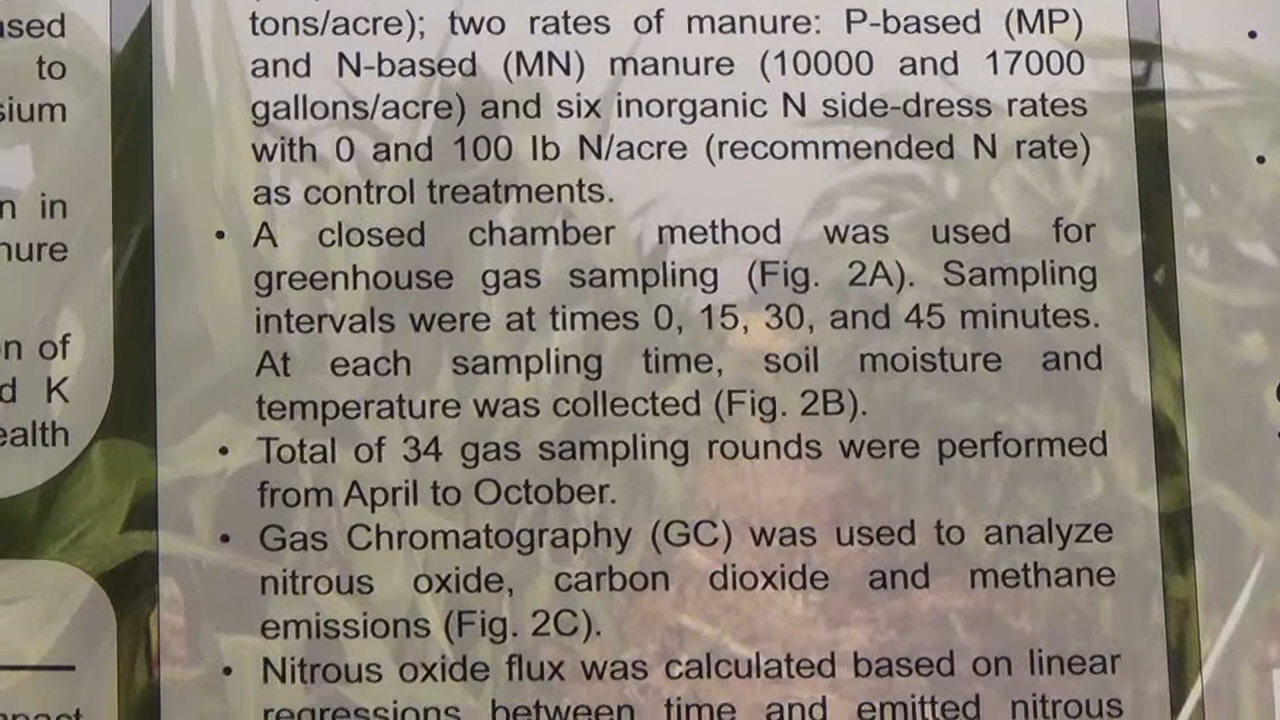 tons/acre); two rates of manure: P-based (MP)
and N-based (MN) manure (10000 and 17000
gallons/acre) and six inorganic N side-dress rates
with 0 and 100 lb N/acre (recommended N rate)
as control treatments.
• A closed chamber method was used for
greenhouse gas sampling (Fig. 2A). Sampling
intervals were at times 0, 15, 30, and 45 minutes.
At each sampling time, soil moisture and
temperature was collected (Fig. 2B).
• Total of 34 gas sampling rounds were performed
from April to October.
• Gas Chromatography (GC) was used to analyze
nitrous oxide, carbon dioxide and methane
emissions (Fig. 2C).
• Nitrous oxide flux was calculated based on linear
regressions between time and emitted nitrous
to
n in
n of
d K